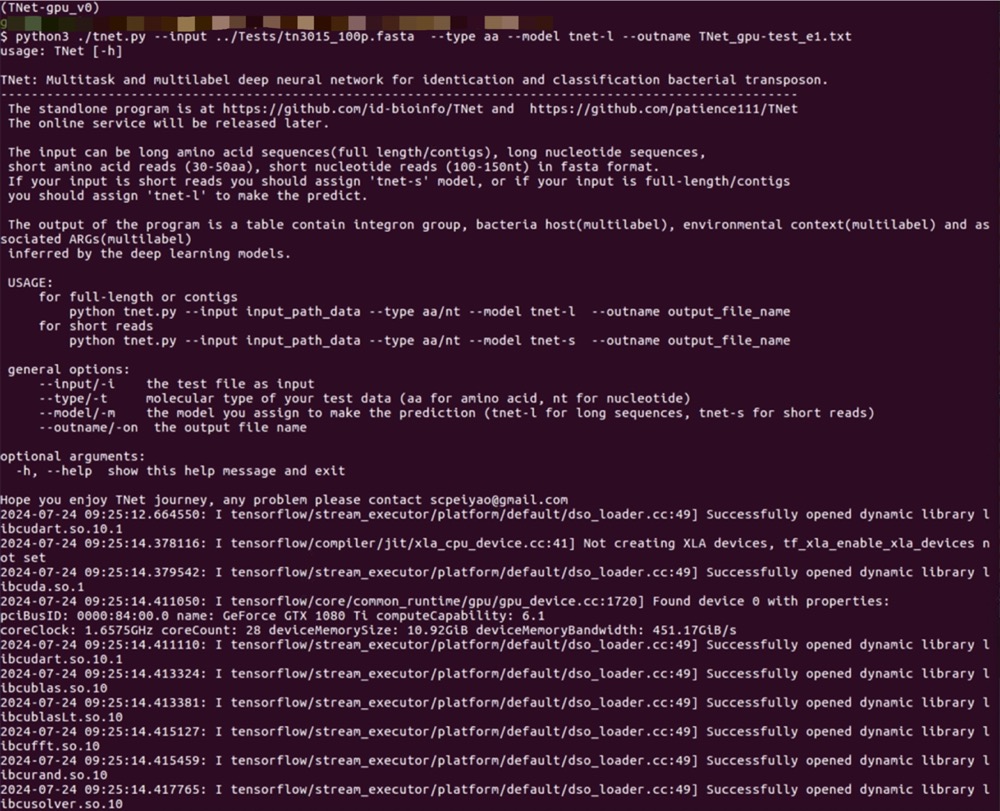 (TNet-gpu_v0)
g
$ python3 ./tnet.py --input ../Tests/tn3015_100p.fasta  --type aa --model tnet-l --outname TNet_gpu-test_e1.txt
usage: TNet [-h]

TNet: Multitask and multilabel deep neural network for identication and classification bacterial transposon.
--------------------------------------------------------------------------------------------------------
 The standlone program is at https://github.com/id-bioinfo/TNet and  https://github.com/patience111/TNet
 The online service will be released later.

 The input can be long amino acid sequences(full length/contigs), long nucleotide sequences,
 short amino acid reads (30-50aa), short nucleotide reads (100-150nt) in fasta format.
 If your input is short reads you should assign 'tnet-s' model, or if your input is full-length/contigs
 you should assign 'tnet-l' to make the predict.

 The output of the program is a table contain integron group, bacteria host(multilabel), environmental context(multilabel) and as
sociated ARGs(multilabel)
 inferred by the deep learning models.

 USAGE:
     for full-length or contigs
         python tnet.py --input input_path_data --type aa/nt --model tnet-l  --outname output_file_name
     for short reads
         python tnet.py --input input_path_data --type aa/nt --model tnet-s  --outname output_file_name

 general options:
     --input/-i    the test file as input
     --type/-t     molecular type of your test data (aa for amino acid, nt for nucleotide)
     --model/-m    the model you assign to make the prediction (tnet-l for long sequences, tnet-s for short reads)
     --outname/-on  the output file name

optional arguments:
  -h, --help  show this help message and exit

Hope you enjoy TNet journey, any problem please contact scpeiyao@gmail.com
2024-07-24 09:25:12.664550: I tensorflow/stream_executor/platform/default/dso_loader.cc:49] Successfully opened dynamic library l
ibcudart.so.10.1
2024-07-24 09:25:14.378116: I tensorflow/compiler/jit/xla_cpu_device.cc:41] Not creating XLA devices, tf_xla_enable_xla_devices n
ot set
2024-07-24 09:25:14.379542: I tensorflow/stream_executor/platform/default/dso_loader.cc:49] Successfully opened dynamic library l
ibcuda.so.1
2024-07-24 09:25:14.411050: I tensorflow/core/common_runtime/gpu/gpu_device.cc:1720] Found device 0 with properties:
pciBusID: 0000:84:00.0 name: GeForce GTX 1080 Ti computeCapability: 6.1
coreClock: 1.6575GHz coreCount: 28 deviceMemorySize: 10.92GiB deviceMemoryBandwidth: 451.17GiB/s
2024-07-24 09:25:14.411110: I tensorflow/stream_executor/platform/default/dso_loader.cc:49] Successfully opened dynamic library l
ibcudart.so.10.1
2024-07-24 09:25:14.413324: I tensorflow/stream_executor/platform/default/dso_loader.cc:49] Successfully opened dynamic library l
ibcublas.so.10
2024-07-24 09:25:14.413381: I tensorflow/stream_executor/platform/default/dso_loader.cc:49] Successfully opened dynamic library l
ibcublasLt.so.10
2024-07-24 09:25:14.415127: I tensorflow/stream_executor/platform/default/dso_loader.cc:49] Successfully opened dynamic library l
ibcufft.so.10
2024-07-24 09:25:14.415459: I tensorflow/stream_executor/platform/default/dso_loader.cc:49] Successfully opened dynamic library l
ibcurand.so.10
2024-07-24 09:25:14.417765: I tensorflow/stream_executor/platform/default/dso_loader.cc:49] Successfully opened dynamic library l
ibcusolver.so.10